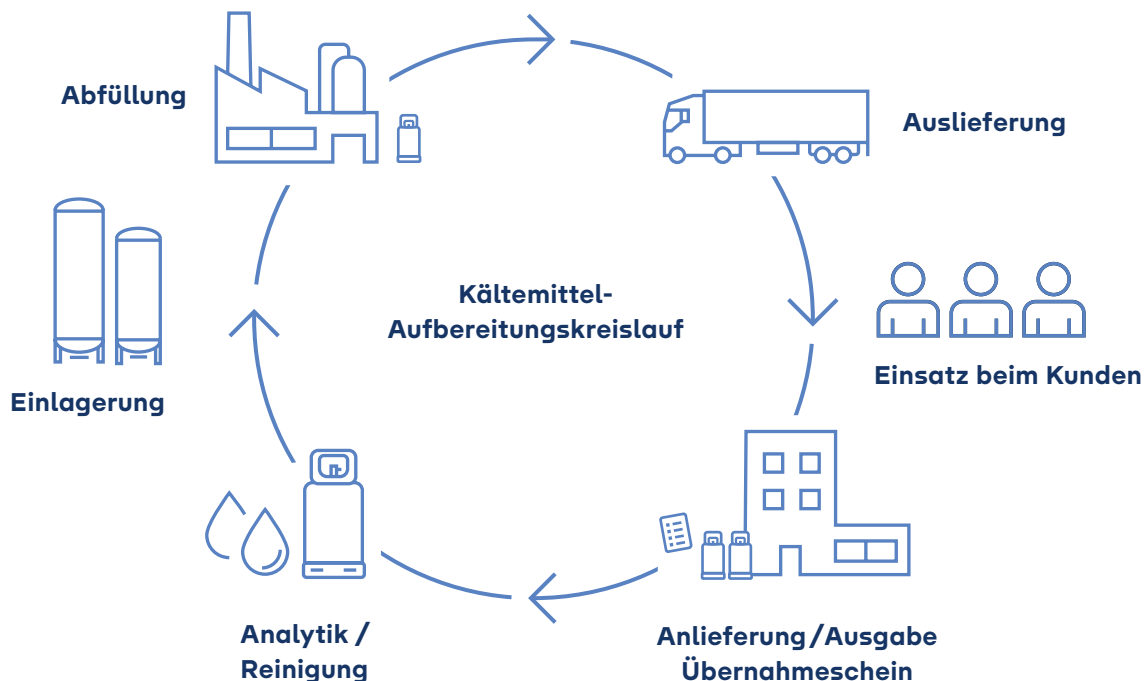 Abfüllung
Auslieferung
Kältemittel-
Aufbereitungskreislauf
Einsatz beim Kunden
Einlagerung
Analytik /
Reinigung
Anlieferung/Ausgabe
Übernahmeschein